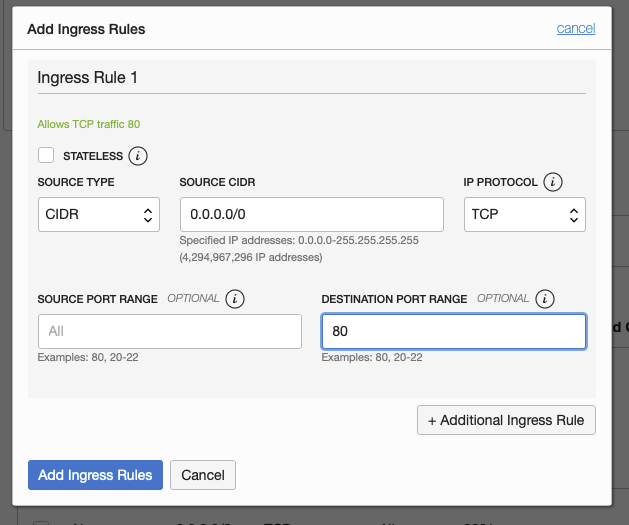 Add Ingress Rules
cancel
Ingress Rule 1
Allows TCP traffic 80
STATELESS i
SOURCE TYPE SOURCE CIDR IP PROTOCOL i
CIDR 0.0.0.0/0 TCP
Specified IP addresses: 0.0.0.0-255.255.255.255
(4,294,967,296 IP addresses)
SOURCE PORT RANGE OPTIONAL i DESTINATION PORT RANGE OPTIONAL i
All 80
Examples: 80, 20-22 Examples: 80, 20-22
+ Additional Ingress Rule
Add Ingress Rules Cancel